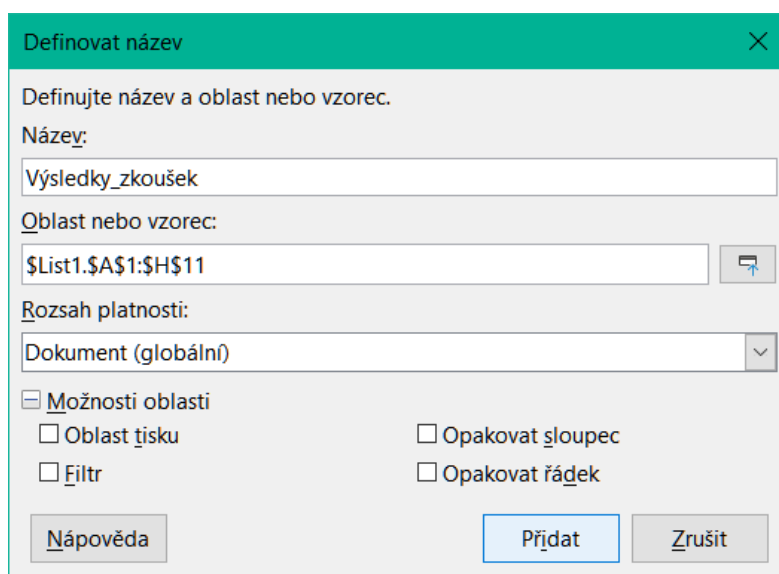 Definovat název
Definujte název a oblast nebo vzorec.
Název:
Výsledky_zkoušek
Oblast nebo vzorec:
$List1.$A$1:$H$11
Rozsah platnosti:
Dokument (globální)
Možnosti oblasti
Oblast tisku Opakovat sloupec
Filtr Opakovat řádek
Nápověda Přidat Zrušit